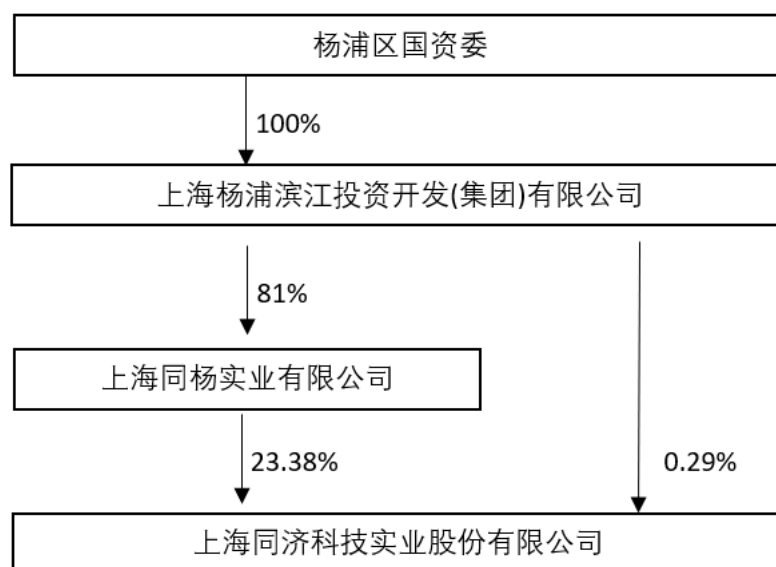 杨浦区国资委
100%
上海杨浦滨江投资开发(集团)有限公司
81%
上海同杨实业有限公司
23.38%
0.29%
上海同济科技实业股份有限公司